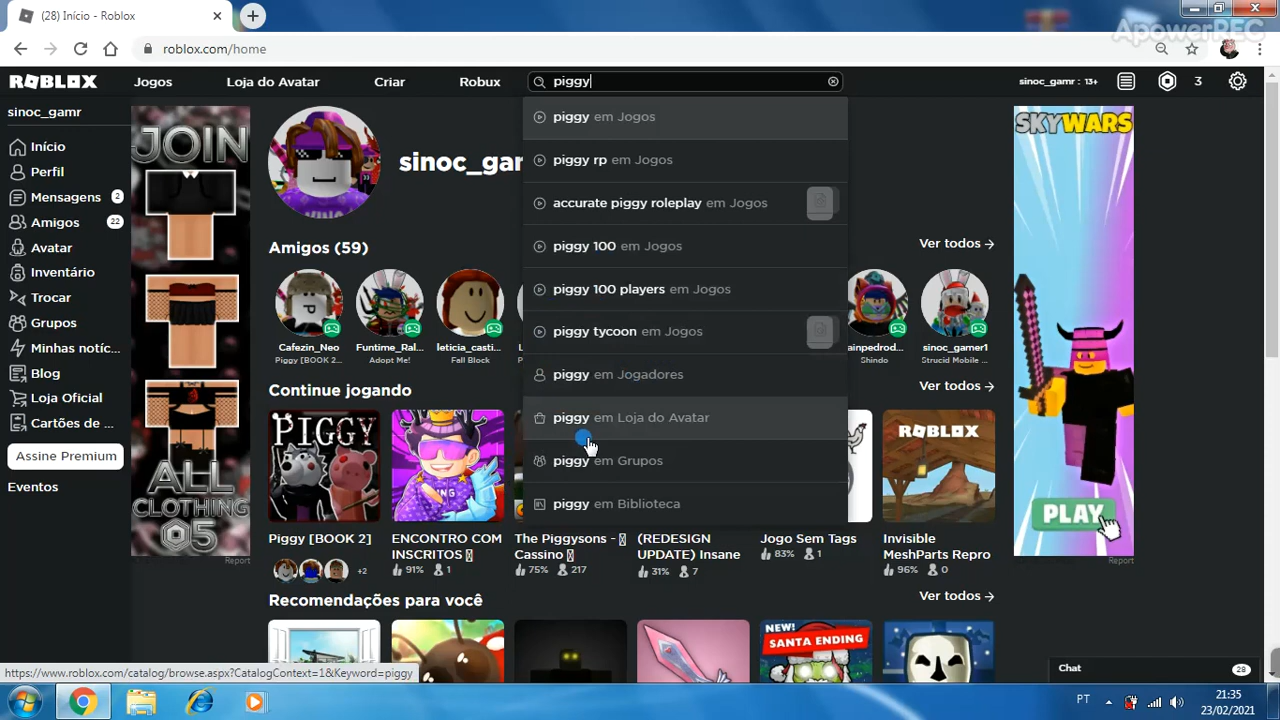 (28) Início - Roblox
ApowerREC
roblox.com/home
ROBLOX
Jogos
Loja do Avatar
Criar
Robux
piggy
sinoc_gamr : 13+
3
sinoc_gamr
Início
Perfil
Mensagens 2
Amigos 22
Avatar
Inventário
Trocar
Grupos
Minhas notíc...
Blog
Loja Oficial
Cartões de ...
Assine Premium
Eventos
JOIN
ALL
CLOTHING
5
Report
sinoc_gam
piggy em Jogos
piggy rp em Jogos
accurate piggy roleplay em Jogos
piggy 100 em Jogos
piggy 100 players em Jogos
piggy tycoon em Jogos
piggy em Jogadores
piggy em Loja do Avatar
piggy em Grupos
piggy em Biblioteca
Amigos (59)
Ver todos →
Cafezin_Neo
Piggy [BOOK 2...
Funtime_Ral...
Adopt Me!
leticia_casti...
Fall Block
ainpedrod...
Shindo
sinoc_gamer1
Strucid Mobile ...
Continue jogando
Ver todos →
PIGGY
KING
ROBLOX
Piggy [BOOK 2]
+2
ENCONTRO COM
INSCRITOS
91% 1
The Piggysons -
Cassino
75% 217
(REDESIGN
UPDATE) Insane
31% 7
Jogo Sem Tags
83% 1
Invisible
MeshParts Repro
96% 0
Recomendações para você
Ver todos →
NEW!
SANTA ENDING
SKYWARS
PLAY
Report
Chat
28
https://www.roblox.com/catalog/browse.aspx?CatalogContext=1&Keyword=piggy
PT
21:35
23/02/2021